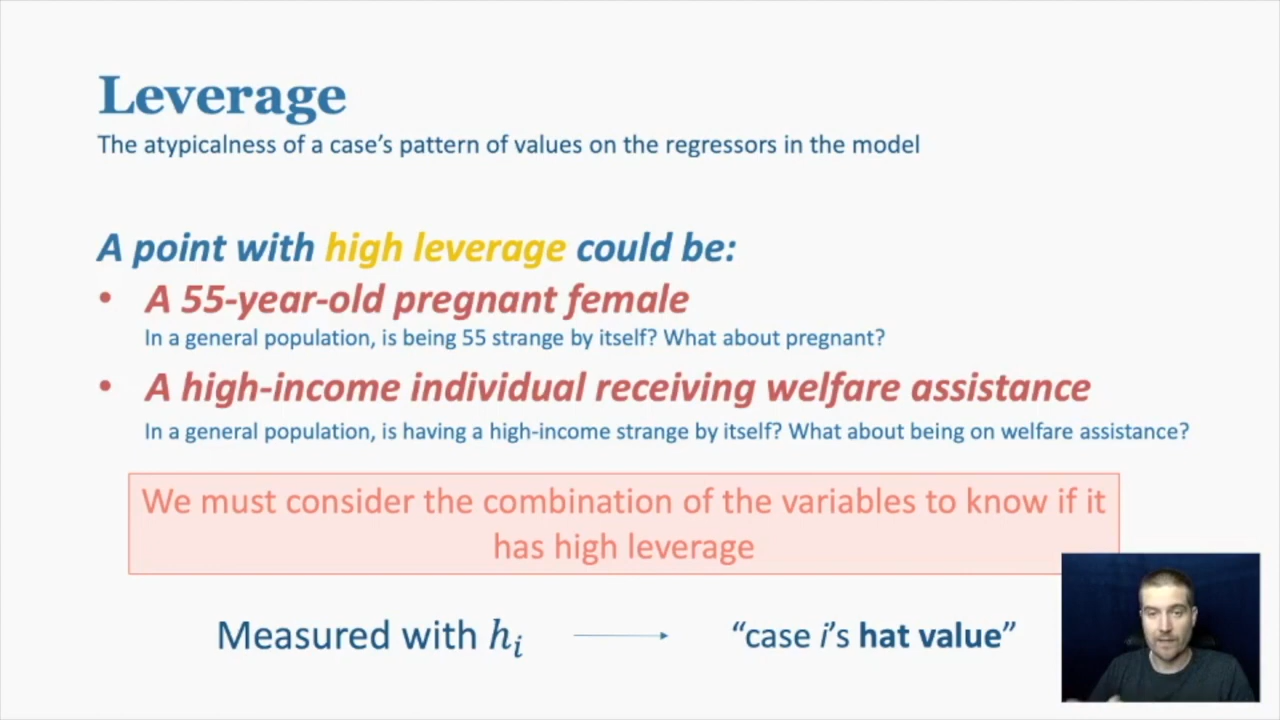 Leverage
The atypicalness of a case's pattern of values on the regressors in the model
A point with high leverage could be:
• A 55-year-old pregnant female
In a general population, is being 55 strange by itself? What about pregnant?
• A high-income individual receiving welfare assistance
In a general population, is having a high-income strange by itself? What about being on welfare assistance?
We must consider the combination of the variables to know if it
has high leverage
Measured with hᵢ
“case i’s hat value”